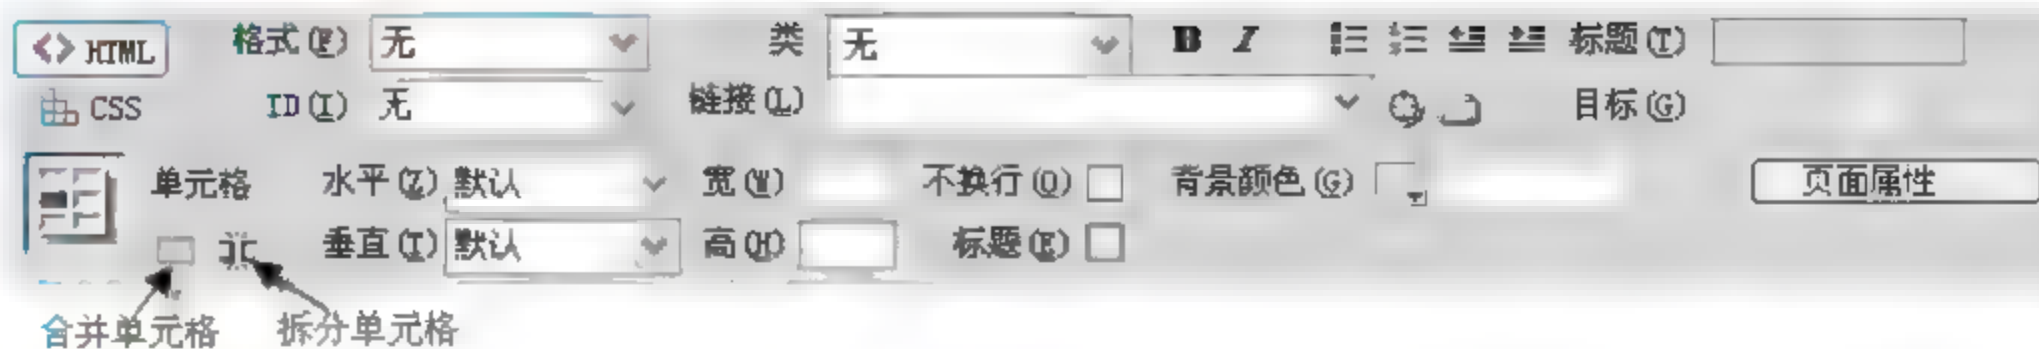 <> HTML 格式(F) 无 类 无 B I 标题(T)
CSS ID(I) 无 链接(L) 目标(G)
单元格 水平(Z) 默认 宽(W) 不换行(O) 背景颜色(G) 页面属性
垂直(T) 默认 高(H) 标题(E)
合并单元格 拆分单元格